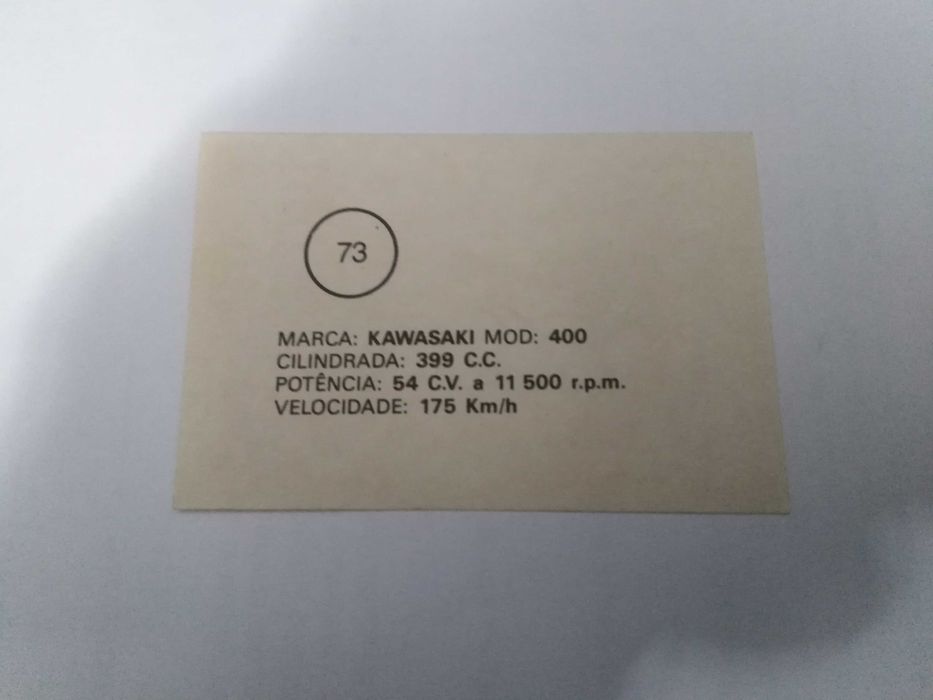 73
MARCA: KAWASAKI MOD: 400
CILINDRADA: 399 C.C.
POTÊNCIA: 54 C.V. a 11 500 r.p.m.
VELOCIDADE: 175 Km/h